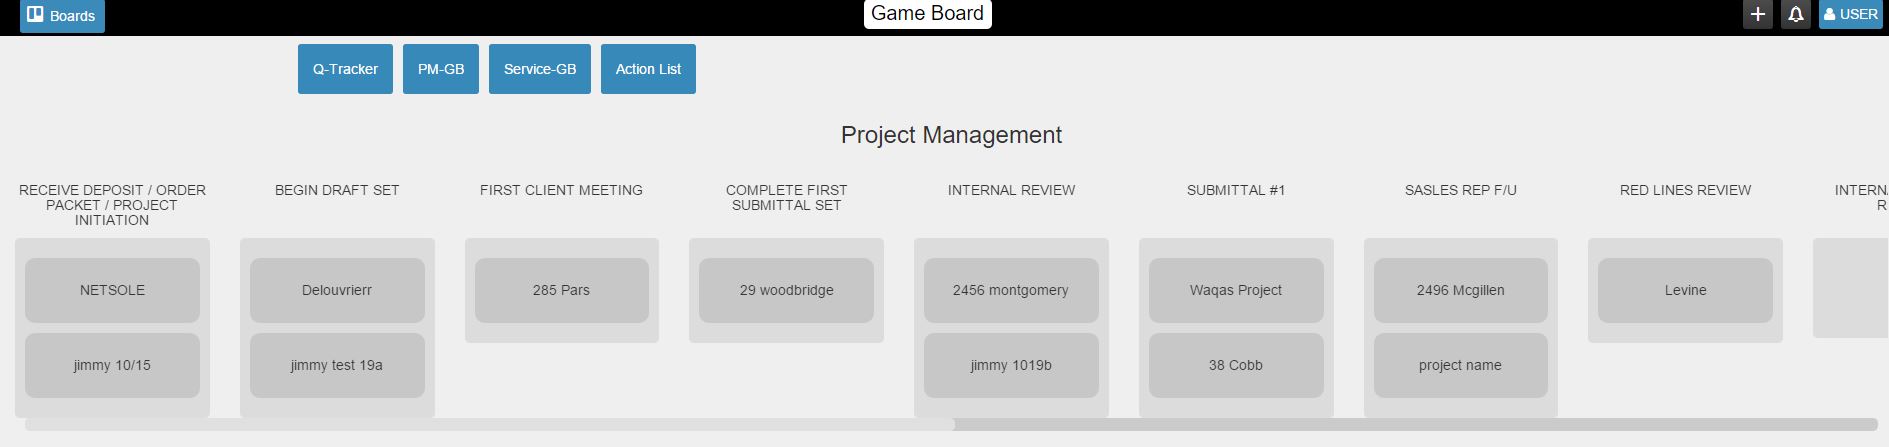 Boards
Game Board
USER
Q-Tracker
PM-GB
Service-GB
Action List
Project Management
RECEIVE DEPOSIT / ORDER
PACKET / PROJECT
INITIATION
NETSOLE
jimmy 10/15
BEGIN DRAFT SET
Delouvrierr
jimmy test 19a
FIRST CLIENT MEETING
285 Pars
COMPLETE FIRST
SUBMITTAL SET
29 woodbridge
INTERNAL REVIEW
2456 montgomery
jimmy 1019b
SUBMITTAL #1
Waqas Project
38 Cobb
SASLES REP F/U
2496 Mcgillen
project name
RED LINES REVIEW
Levine